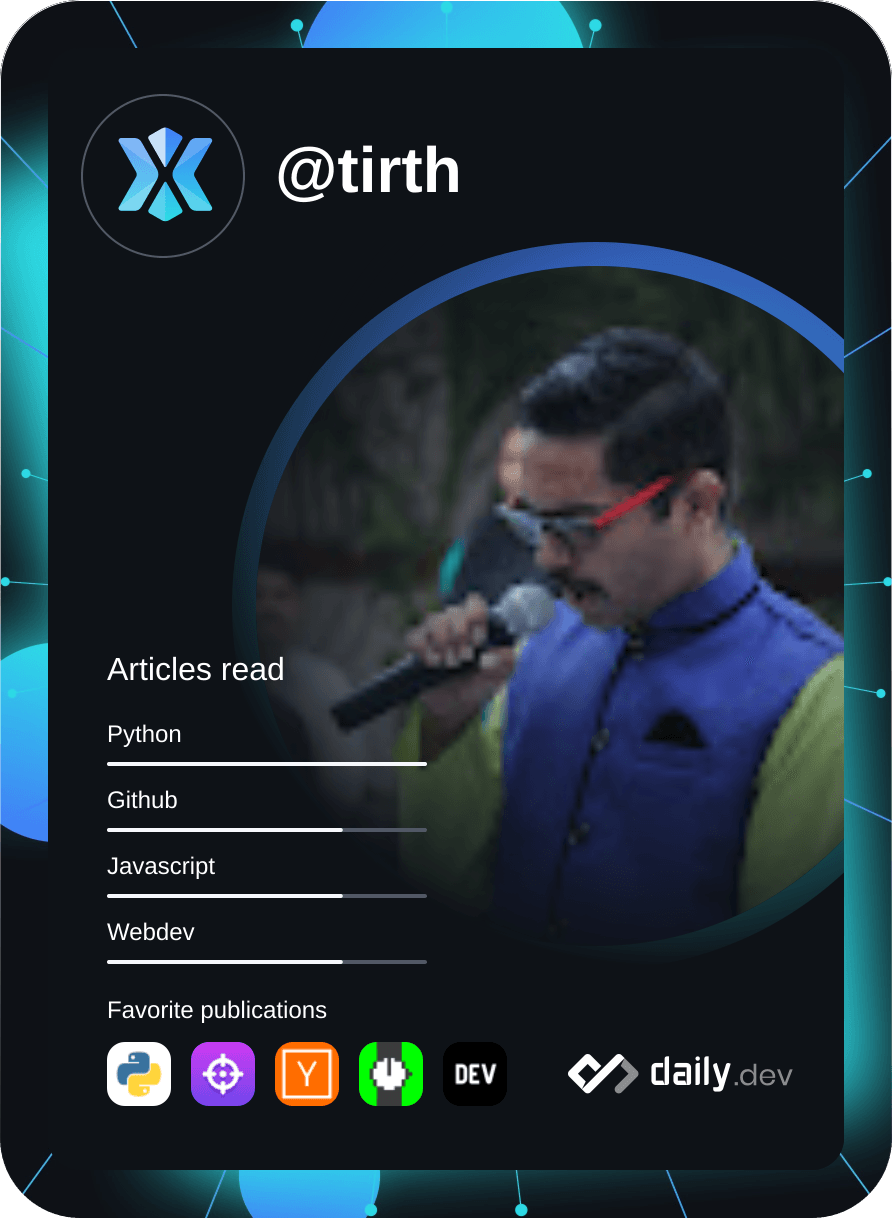 @tirth
Articles read
Python
Github
Javascript
Webdev
Favorite publications
Y
DEV
daily.dev